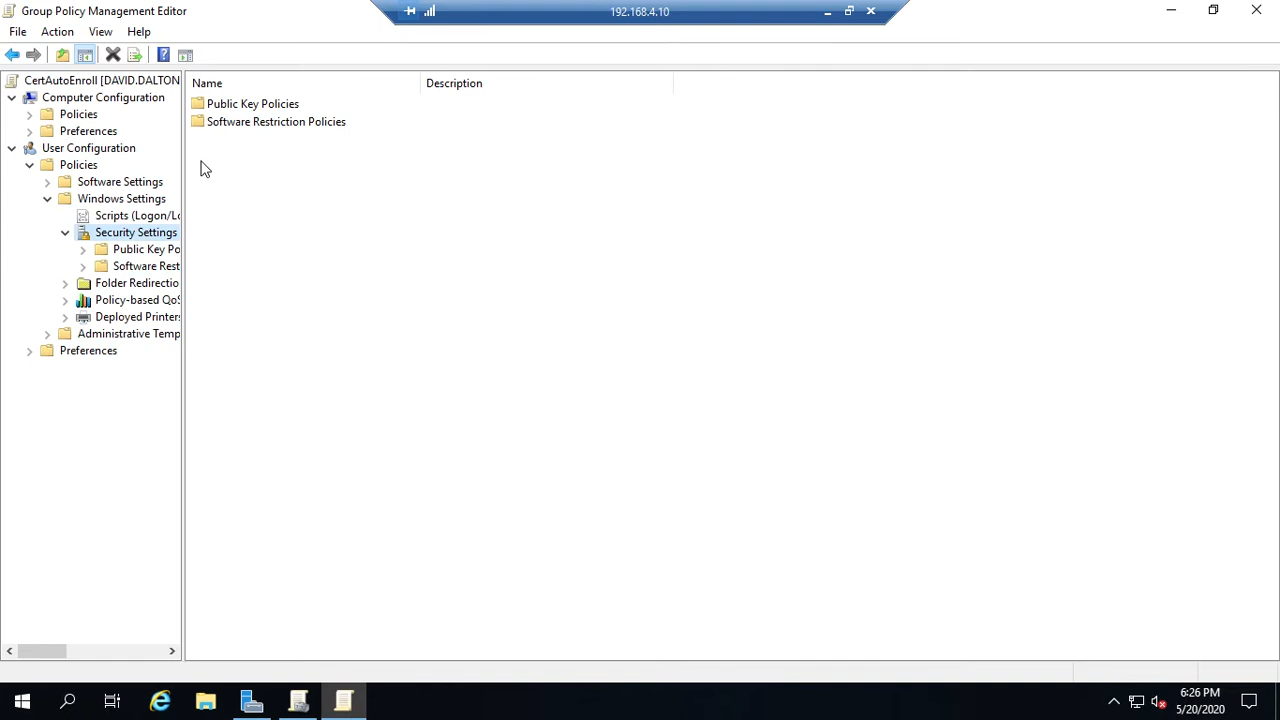 Group Policy Management Editor
192.168.4.10
File Action View Help
CertAutoEnroll [DAVID.DALTON
Computer Configuration
Policies
Preferences
User Configuration
Policies
Software Settings
Windows Settings
Scripts (Logon/Lo
Security Settings
Public Key Po
Software Rest
Folder Redirectio
Policy-based QoS
Deployed Printers
Administrative Temp
Preferences
Name Description
Public Key Policies
Software Restriction Policies
6:26 PM
5/20/2020